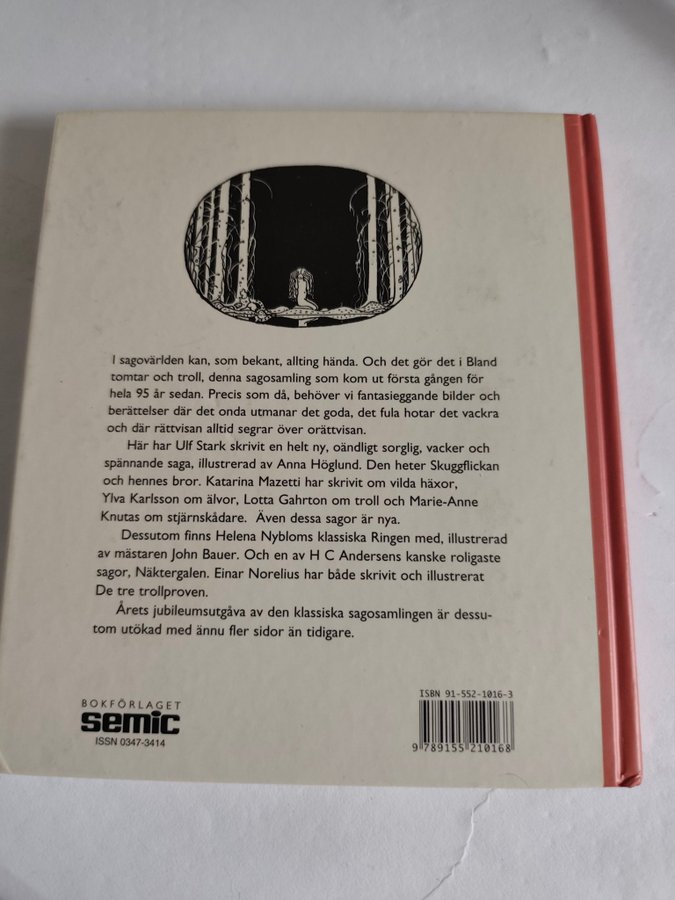 I sagovärlden kan, som bekant, allting hända. Och det gör det i Bland
tomtar och troll, denna sagosamling som kom ut första gången för
hela 95 år sedan. Precis som då, behöver vi fantasieggande bilder och
berättelser där det onda utmanar det goda, det fula hotar det vackra
och där rättvisan alltid segrar över orättvisan.
Här har Ulf Stark skrivit en helt ny, oändligt sorglig, vacker och
spännande saga, illustrerad av Anna Höglund. Den heter Skuggflickan
och hennes bror. Katarina Mazetti har skrivit om vilda häxor,
Ylva Karlsson om älvor, Lotta Gahrton om troll och Marie-Anne
Knutas om stjärnskådare. Även dessa sagor är nya.
Dessutom finns Helena Nybloms klassiska Ringen med, illustrerad
av mästaren John Bauer. Och en av H C Andersens kanske roligaste
sagor, Näktergalen. Einar Norelius har både skrivit och illustrerat
De tre trollproven.
Årets jubileumsutgåva av den klassiska sagosamlingen är dessu-
tom utökad med ännu fler sidor än tidigare.
BOKFÖRLAGET
semic
ISSN 0347-3414
ISBN 91-552-1016-3
9 789155 210168